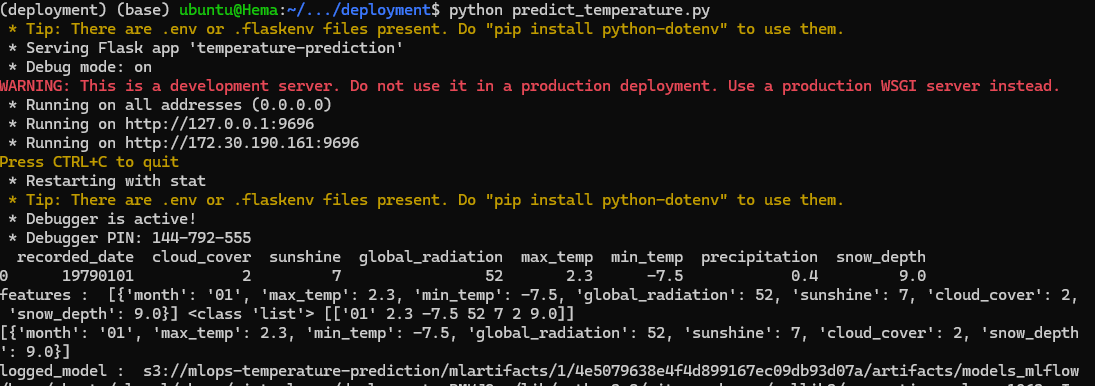 (deployment) (base) ubuntu@Hema:~/.../deployment$ python predict_temperature.py
* Tip: There are .env or .flaskenv files present. Do "pip install python-dotenv" to use them.
* Serving Flask app 'temperature-prediction'
* Debug mode: on
WARNING: This is a development server. Do not use it in a production deployment. Use a production WSGI server instead.
* Running on all addresses (0.0.0.0)
* Running on http://127.0.0.1:9696
* Running on http://172.30.190.161:9696
Press CTRL+C to quit
* Restarting with stat
* Tip: There are .env or .flaskenv files present. Do "pip install python-dotenv" to use them.
* Debugger is active!
* Debugger PIN: 144-792-555
recorded_date cloud_cover sunshine global_radiation max_temp min_temp precipitation snow_depth
0 19790101 2 7 52 2.3 -7.5 0.4 9.0
features : [{'month': '01', 'max_temp': 2.3, 'min_temp': -7.5, 'global_radiation': 52, 'sunshine': 7, 'cloud_cover': 2,
'snow_depth': 9.0}] <class 'list'> [['01' 2.3 -7.5 52 7 2 9.0]]
[{'month': '01', 'max_temp': 2.3, 'min_temp': -7.5, 'global_radiation': 52, 'sunshine': 7, 'cloud_cover': 2, 'snow_depth
': 9.0}]
logged_model : s3://mlops-temperature-prediction/mlartifacts/1/4e5079638e4f4d899167ec09db93d07a/artifacts/models_mlflow